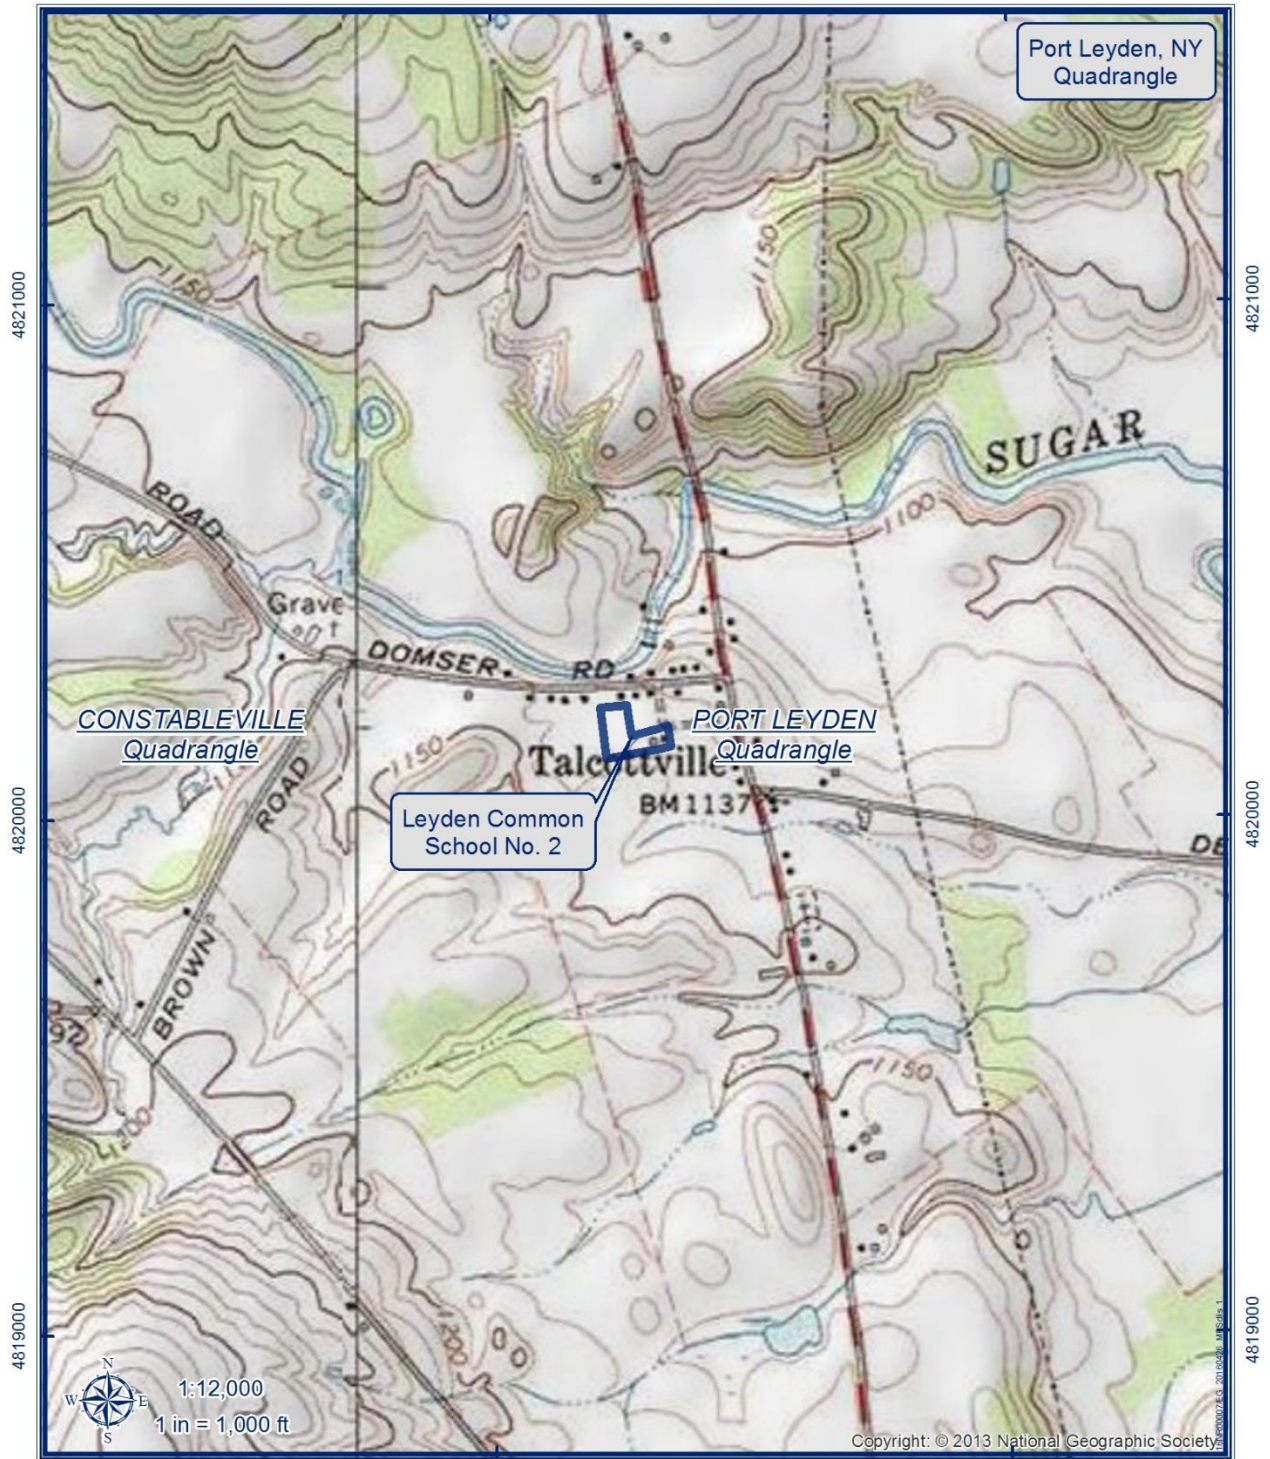 Port Leyden, NY
Quadrangle
1150
1150
4821000
4821000
SUGAR
ROAD
1100
DOMSER
RD
CONSTABLEVILLE
Quadrangle
PORT LEYDEN
Quadrangle
1150
Talcottville
BM 1137
ROAD
Leyden Common
School No. 2
4820000
4820000
BROWN
1150
1200
1200
4819000
4819000
N
W
E
S
1:12,000
1 in = 1,000 ft
Copyright: © 2013 National Geographic Society